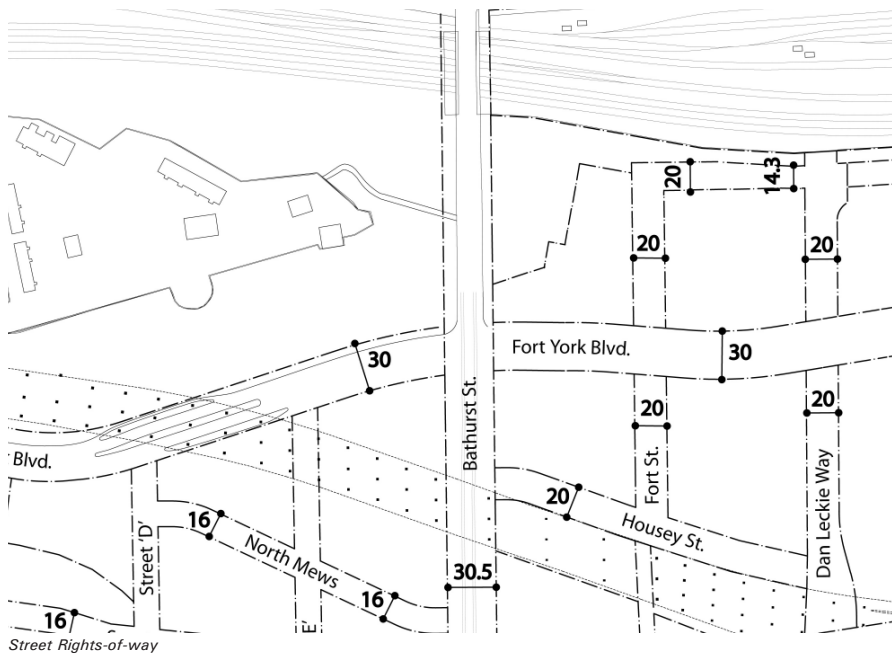 20
14.3
20
20
Fort York Blvd.
30
30
Bathurst St.
20
20
Blvd.
Fort St.
Dan Leckie Way
20
Housey St.
16
Street 'D'
North Mews
30.5
16
16
E'
Street Rights-of-way